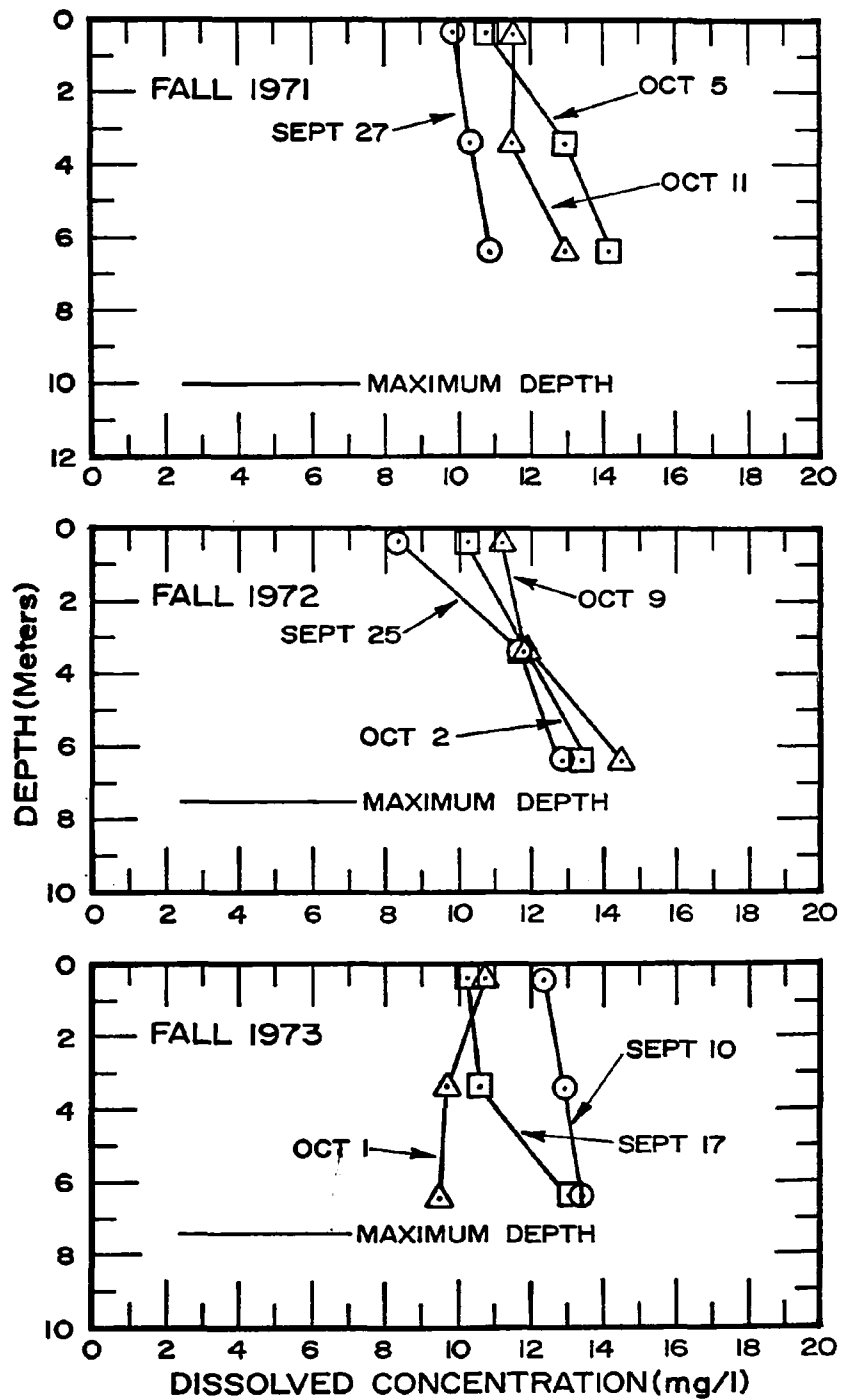 0
2
4
6
8
10
12
FALL 1971
SEPT 27
OCT 5
OCT 11
MAXIMUM DEPTH
0 2 4 6 8 10 12 14 16 18 20
DEPTH (Meters)
0
2
4
6
8
10
FALL 1972
SEPT 25
OCT 9
OCT 2
MAXIMUM DEPTH
0 2 4 6 8 10 12 14 16 18 20
0
2
4
6
8
10
FALL 1973
SEPT 10
OCT 1
SEPT 17
MAXIMUM DEPTH
0 2 4 6 8 10 12 14 16 18 20
DISSOLVED CONCENTRATION (mg/l)